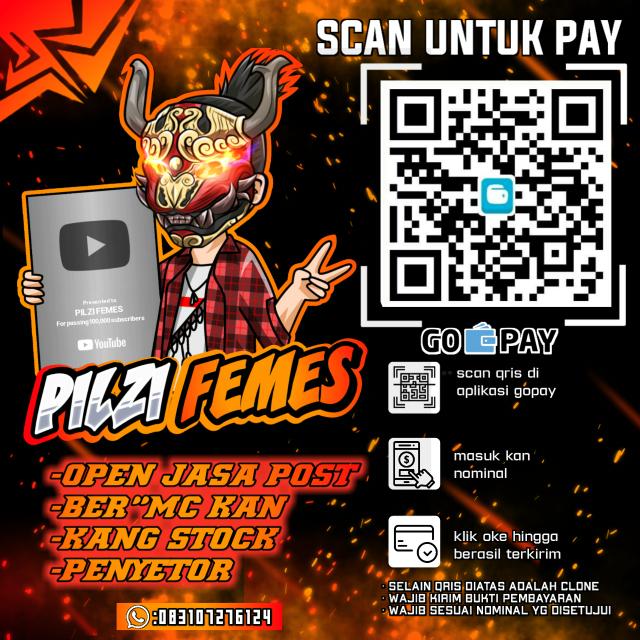 SCAN UNTUK PAY
Presented to
PILZI FEMES
For passing 100,000 subscribers
YouTube
GO PAY
PILZI FEMES
scan qris di
aplikasi gopay
masuk kan
nominal
klik oke hingga
berasil terkirim
-OPEN JASA POST
-BER"MC KAN
-KANG STOCK
-PENYETOR
:083107276124
· SELAIN QRIS DIATAS ADALAH CLONE
· WAJIB KIRIM BUKTI PEMBAYARAN
· WAJIB SESUAI NOMINAL YG DISETUJUI